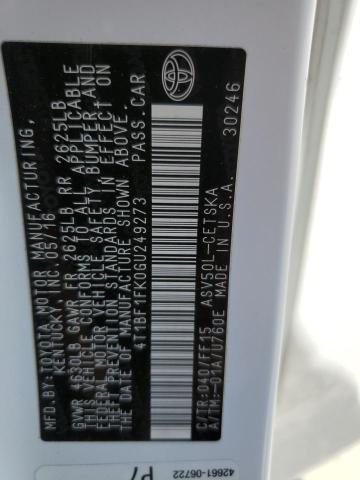 MFD.BY:TOYOTA MOTOR MANUFACTURING,
KENTUCKY, INC. 05/16
GVWR 4630LB GAWR FR 2625LB RR 2625LB
THIS VEHICLE CONFORMS TO ALL APPLICABLE
FEDERAL MOTOR VEHICLE SAFETY, BUMPER AND
THEFT PREVENTION STANDARDS IN EFFECT ON
THE DATE OF MANUFACTURE SHOWN ABOVE.
4T1BF1FK0GU249273 PASS.CAR
C/TR:040/FF15 ASV50L-CETSKA
A/TM:-01A/U760E U.S.A. 30246
42661-06722
P7